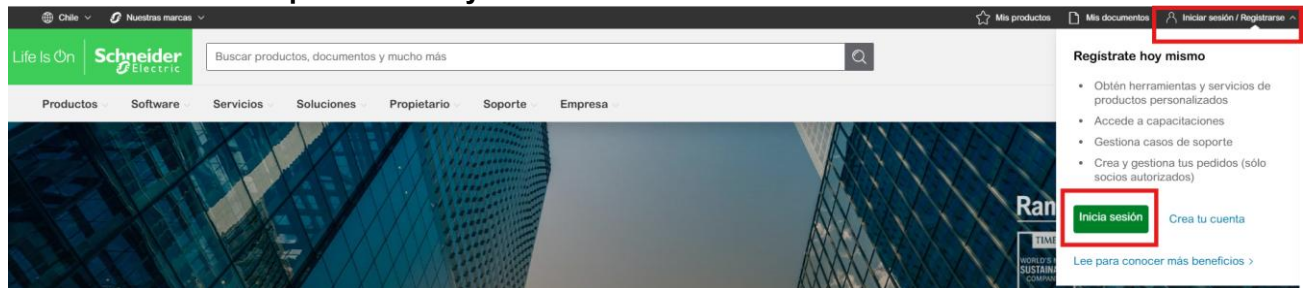 Chile
Nuestras marcas
Mis productos
Mis documentos
Iniciar sesión / Registrarse
Life Is On
Schneider
Electric
Buscar productos, documentos y mucho más
Productos
Software
Servicios
Soluciones
Propietario
Soporte
Empresa
Regístrate hoy mismo
• Obtén herramientas y servicios de
productos personalizados
• Accede a capacitaciones
• Gestiona casos de soporte
• Crea y gestiona tus pedidos (sólo
socios autorizados)
Inicia sesión
Crea tu cuenta
Lee para conocer más beneficios >
Ran
TIME
WORLD'S
SUSTAINA
COMPAN